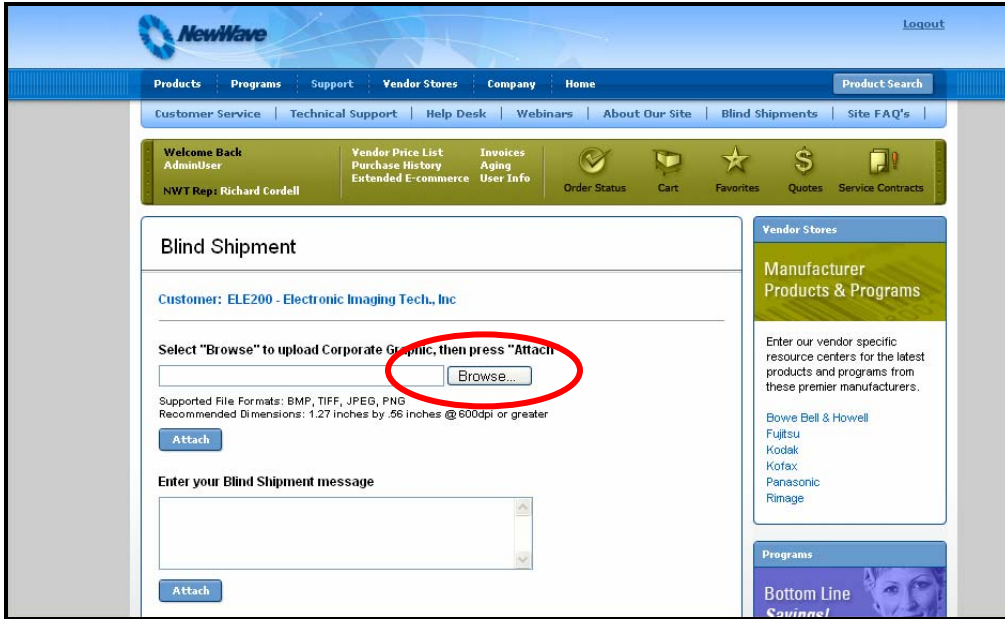 NewWave
Logout
Products Programs Support Vendor Stores Company Home Product Search
Customer Service | Technical Support | Help Desk | Webinars | About Our Site | Blind Shipments | Site FAQ's |
Welcome Back
AdminUser
NWT Rep: Richard Cordell
Vendor Price List
Purchase History
Extended E-commerce
Invoices
Aging
User Info
Order Status
Cart
Favorites
Quotes
Service Contracts
Blind Shipment
Customer: ELE200 - Electronic Imaging Tech., Inc
Select "Browse" to upload Corporate Graphic, then press "Attach"
Browse...
Supported File Formats: BMP, TIFF, JPEG, PNG
Recommended Dimensions: 1.27 inches by .56 inches @ 600dpi or greater
Attach
Enter your Blind Shipment message
Attach
Vendor Stores
Manufacturer
Products & Programs
Enter our vendor specific
resource centers for the latest
products and programs from
these premier manufacturers.
Bowe Bell & Howell
Fujitsu
Kodak
Kofax
Panasonic
Rimage
Programs
Bottom Line
Savings!